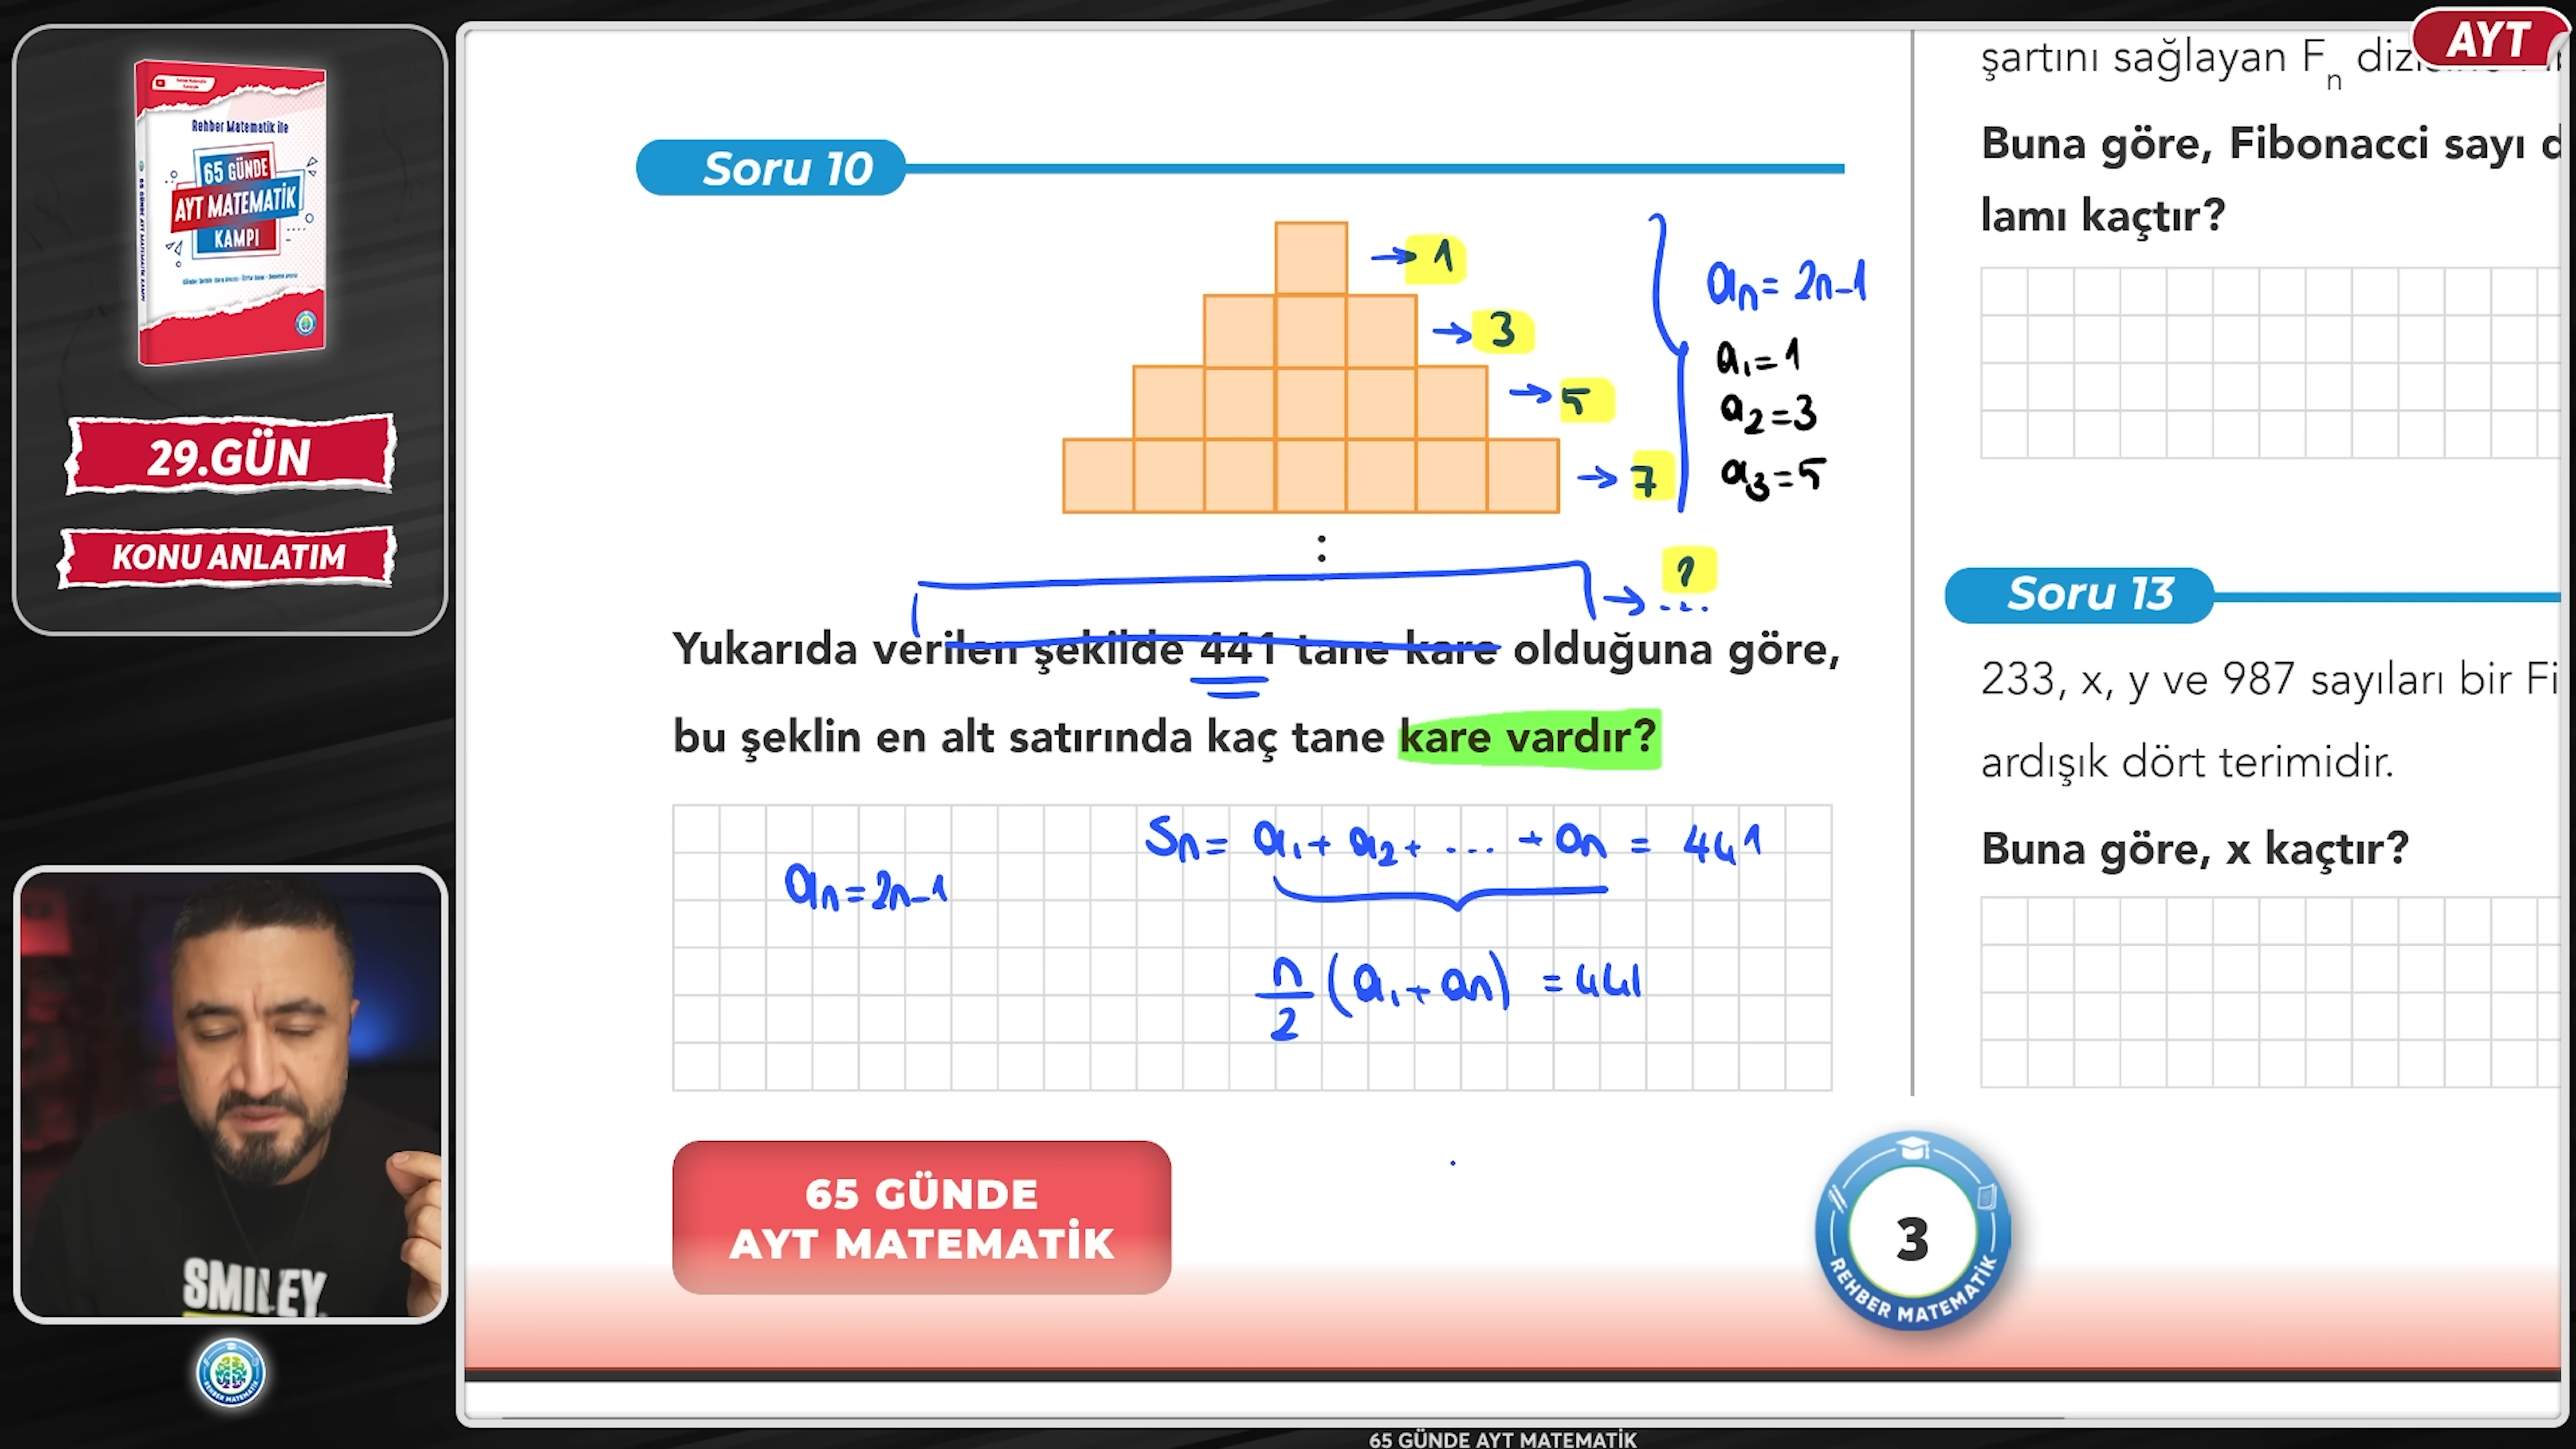 AYT
Rehber Matematik ile
65 GÜNDE
AYT MATEMATİK
KAMPI
29.GÜN
KONU ANLATIM
SMILEY
REHBER MATEMATİK
Soru 10
→ 1
→ 3
→ 5
→ 7
→ ?
...
aₙ = 2n-1
a₁ = 1
a₂ = 3
a₃ = 5
Yukarıda verilen şekilde 441 tane kare olduğuna göre,
bu şeklin en alt satırında kaç tane kare vardır?
aₙ = 2n-1
Sₙ = a₁ + a₂ + ... + aₙ = 441
n/2 (a₁ + aₙ) = 441
65 GÜNDE
AYT MATEMATİK
3
REHBER MATEMATİK
şartını sağlayan Fₙ
Buna göre, Fibonacci sayı d
lamı kaçtır?
Soru 13
233, x, y ve 987 sayıları bir Fi
ardışık dört terimidir.
Buna göre, x kaçtır?
65 GÜNDE AYT MATEMATİK